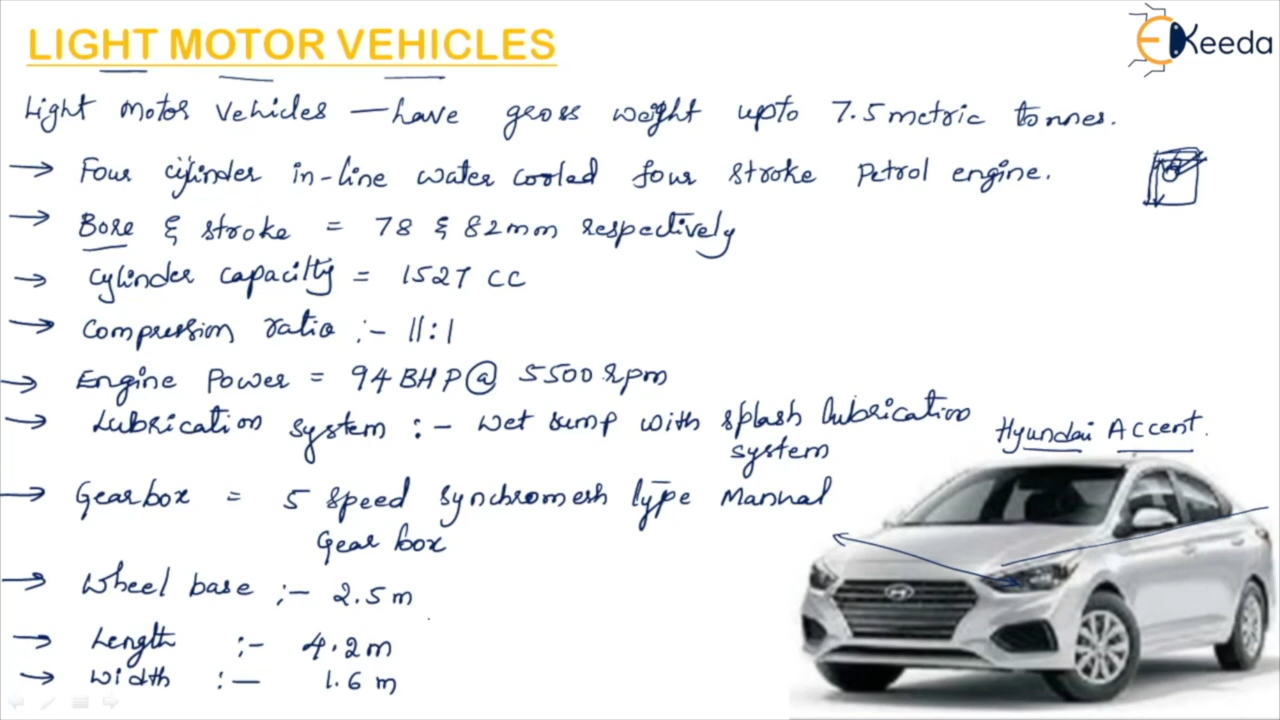 LIGHT MOTOR VEHICLES
EKeeda
Light motor vehicles — have gross weight upto 7.5 metric tonnes.
→ Four cylinder in-line water cooled four stroke Petrol engine.
→ Bore & stroke = 78 & 82mm respectively
→ cylinder capacity = 1527 CC
→ Compression ratio :- 11:1
→ Engine Power = 94 BHP @ 5500 rpm
→ Lubrication system :- wet sump with splash lubrication
system
Hyundai Accent.
→ Gearbox = 5 speed synchromesh type Manual
Gear box
→ Wheel base :- 2.5 m
→ Length :- 4.2 m
→ Width :- 1.6 m